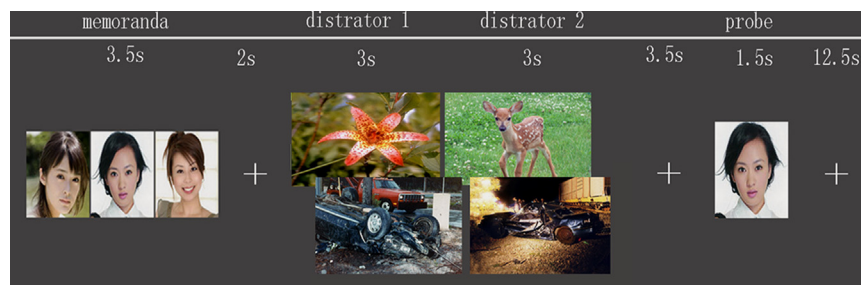 memoranda distrator 1 distrator 2 probe
3.5s 2s 3s 3s 3.5s 1.5s 12.5s